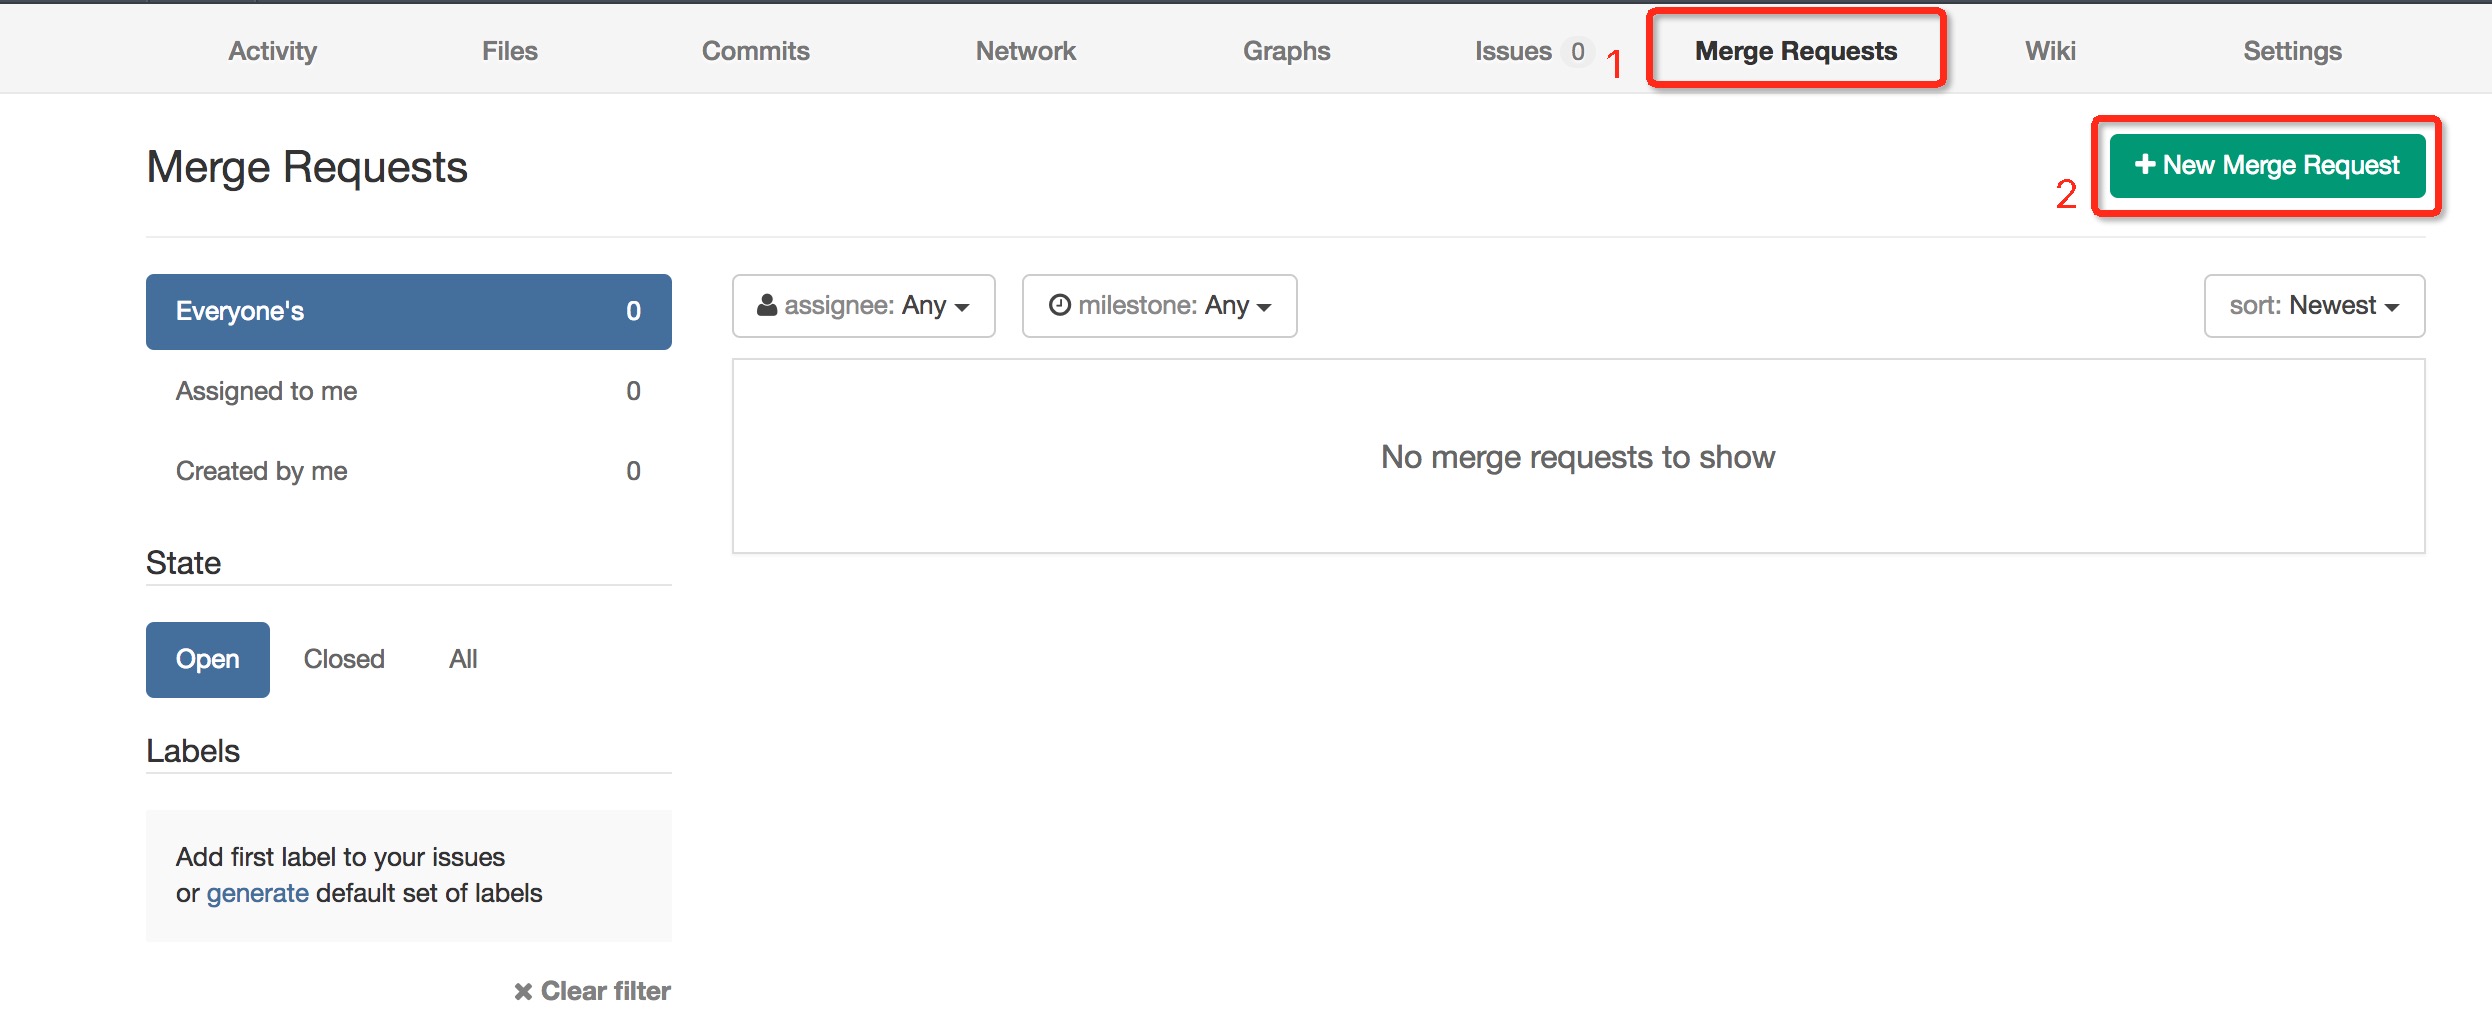 Activity Files Commits Network Graphs Issues 0 1 Merge Requests Wiki Settings
Merge Requests
2 New Merge Request
Everyone's 0
Assigned to me 0
Created by me 0
assignee: Any milestone: Any sort: Newest
No merge requests to show
State
Open Closed All
Labels
Add first label to your issues
or generate default set of labels
Clear filter